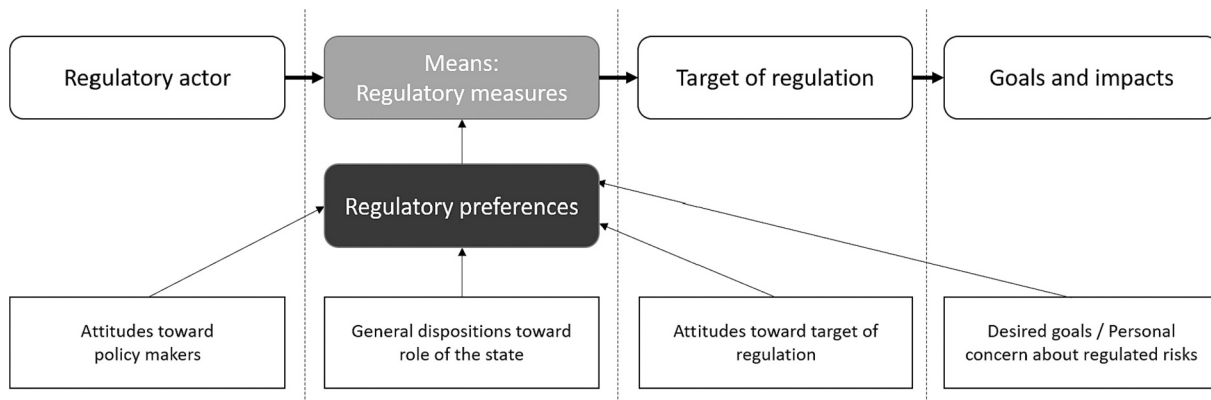 Regulatory actor
Means:
Regulatory measures
Target of regulation
Goals and impacts
Regulatory preferences
Attitudes toward
policy makers
General dispositions toward
role of the state
Attitudes toward target of
regulation
Desired goals / Personal
concern about regulated risks